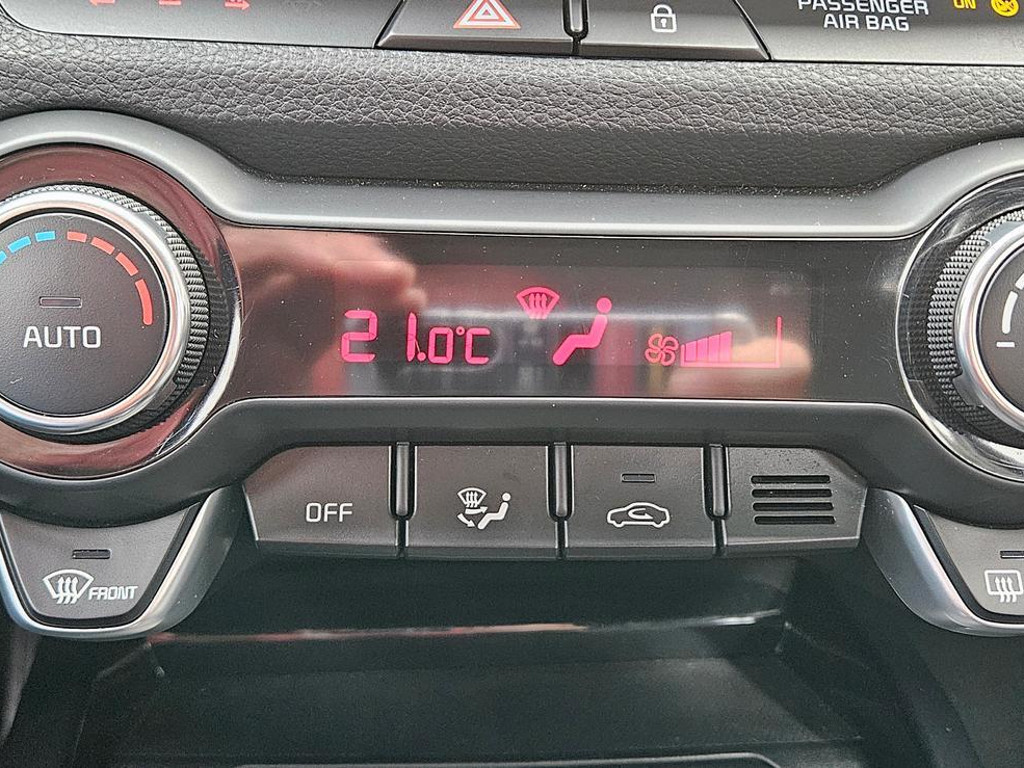 PASSENGER
AIR BAG
ON
AUTO
21.0°C
OFF
FRONT